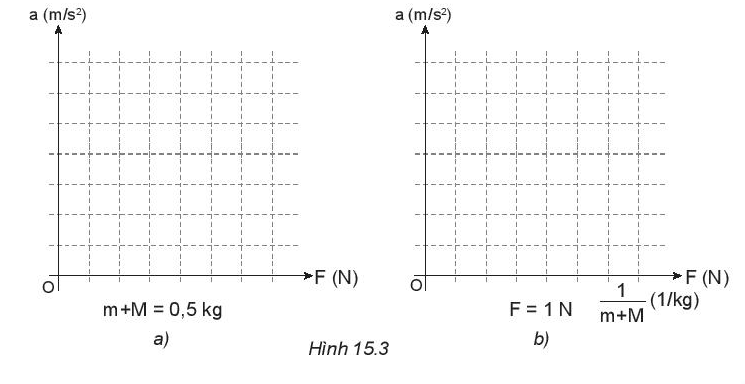 a (m/s²)
O
F (N)
m+M = 0,5 kg
a)
a (m/s²)
O
F (N)
F = 1 N
1
m+M
(1/kg)
b)
Hình 15.3